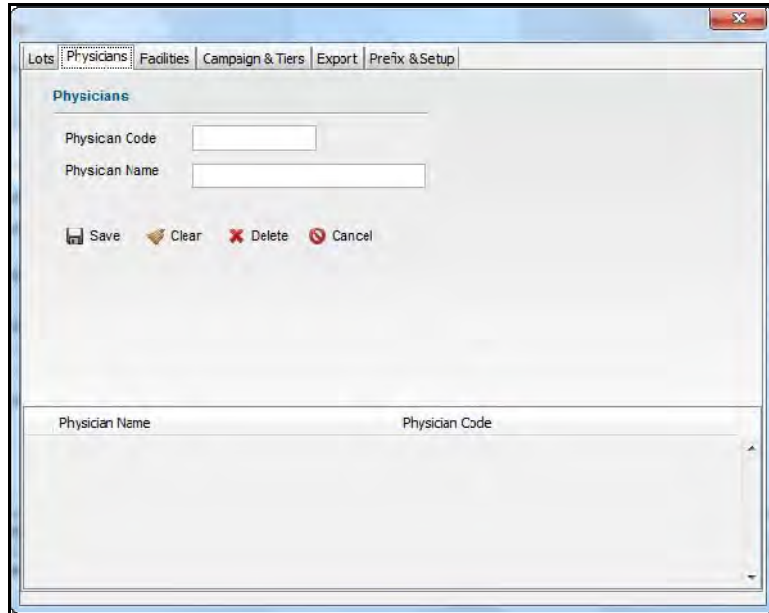 Lots Physicians Facilities Campaign & Tiers Export Prefix & Setup
Physicians
Physican Code
Physican Name
Save Clear Delete Cancel
Physician Name Physician Code